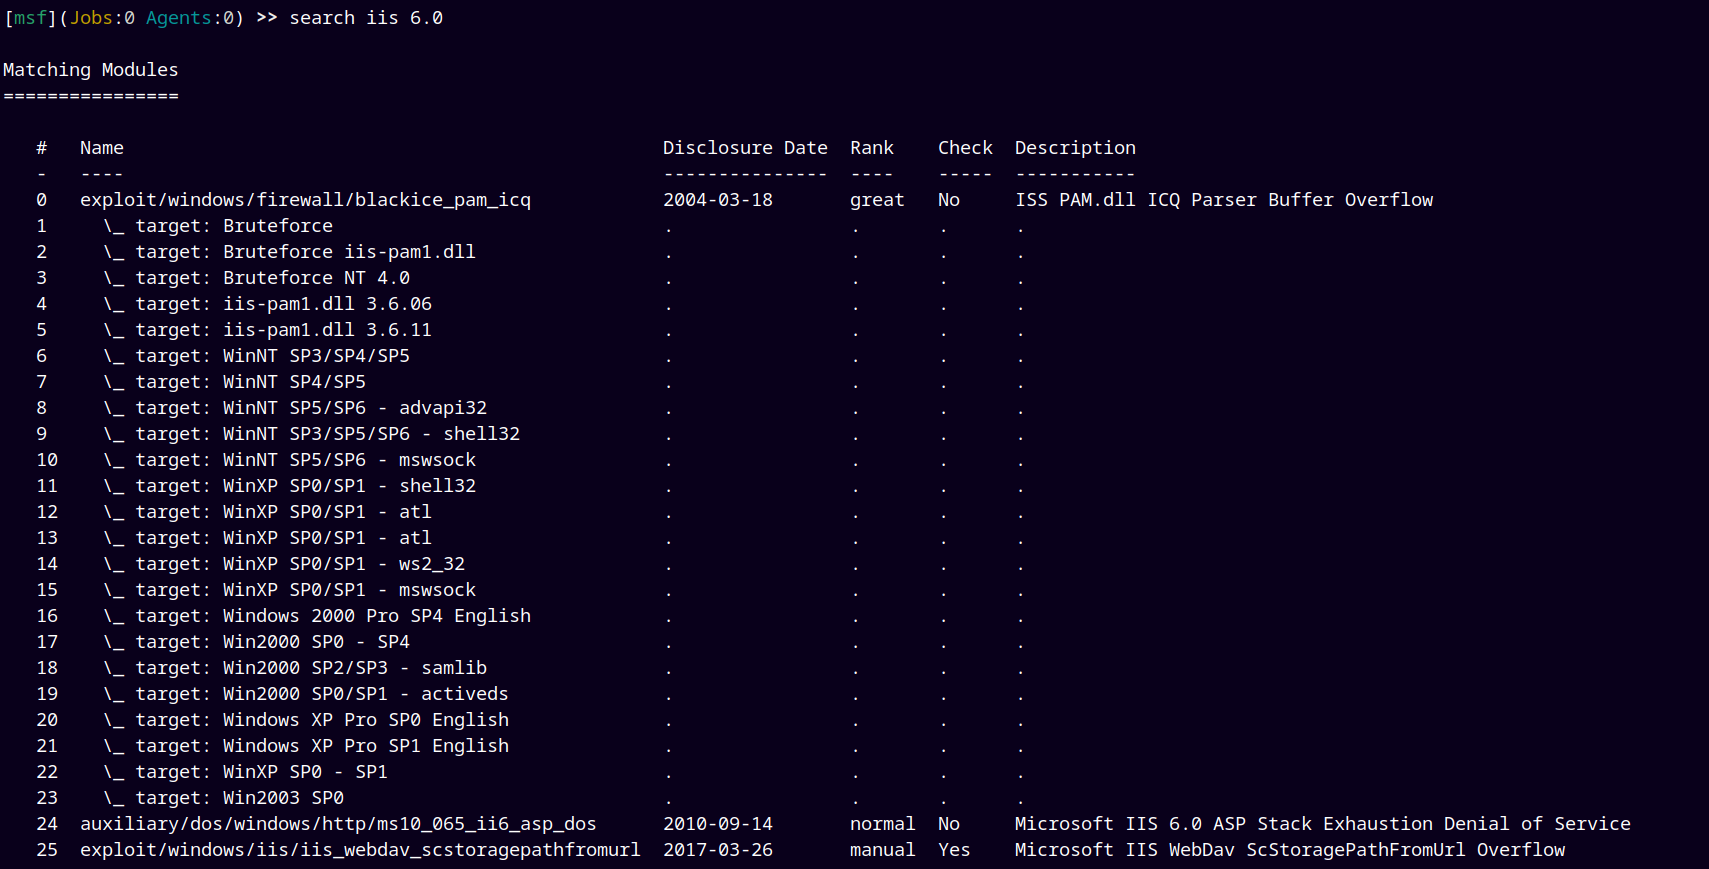 [msf](Jobs:0 Agents:0) >> search iis 6.0
Matching Modules
================
#   Name                                                 Disclosure Date  Rank    Check  Description
-   ----                                                 ---------------  ----    -----  -----------
0   exploit/windows/firewall/blackice_pam_icq            2004-03-18       great   No     ISS PAM.dll ICQ Parser Buffer Overflow
1     \_ target: Bruteforce                              .                .       .      .
2     \_ target: Bruteforce iis-pam1.dll                 .                .       .      .
3     \_ target: Bruteforce NT 4.0                       .                .       .      .
4     \_ target: iis-pam1.dll 3.6.06                     .                .       .      .
5     \_ target: iis-pam1.dll 3.6.11                     .                .       .      .
6     \_ target: WinNT SP3/SP4/SP5                       .                .       .      .
7     \_ target: WinNT SP4/SP5                           .                .       .      .
8     \_ target: WinNT SP5/SP6 - advapi32                .                .       .      .
9     \_ target: WinNT SP3/SP5/SP6 - shell32             .                .       .      .
10    \_ target: WinNT SP5/SP6 - mswsock                 .                .       .      .
11    \_ target: WinXP SP0/SP1 - shell32                 .                .       .      .
12    \_ target: WinXP SP0/SP1 - atl                     .                .       .      .
13    \_ target: WinXP SP0/SP1 - atl                     .                .       .      .
14    \_ target: WinXP SP0/SP1 - ws2_32                  .                .       .      .
15    \_ target: WinXP SP0/SP1 - mswsock                 .                .       .      .
16    \_ target: Windows 2000 Pro SP4 English            .                .       .      .
17    \_ target: Win2000 SP0 - SP4                       .                .       .      .
18    \_ target: Win2000 SP2/SP3 - samlib                .                .       .      .
19    \_ target: Win2000 SP0/SP1 - activeds              .                .       .      .
20    \_ target: Windows XP Pro SP0 English              .                .       .      .
21    \_ target: Windows XP Pro SP1 English              .                .       .      .
22    \_ target: WinXP SP0 - SP1                         .                .       .      .
23    \_ target: Win2003 SP0                             .                .       .      .
24  auxiliary/dos/windows/http/ms10_065_ii6_asp_dos      2010-09-14       normal  No     Microsoft IIS 6.0 ASP Stack Exhaustion Denial of Service
25  exploit/windows/iis/iis_webdav_scstoragepathfromurl  2017-03-26       manual  Yes    Microsoft IIS WebDav ScStoragePathFromUrl Overflow